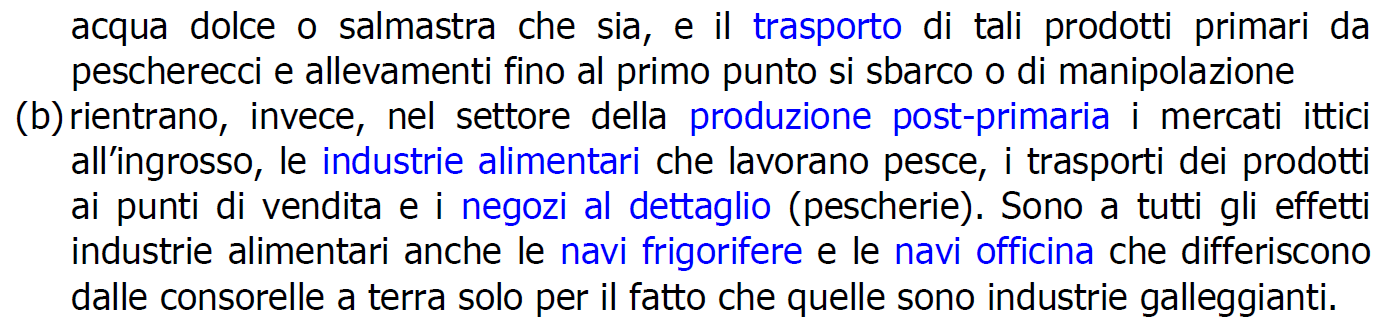 acqua dolce o salmastra che sia, e il trasporto di tali prodotti primari da
pescherecci e allevamenti fino al primo punto si sbarco o di manipolazione
(b) rientrano, invece, nel settore della produzione post-primaria i mercati ittici
all’ingrosso, le industrie alimentari che lavorano pesce, i trasporti dei prodotti
ai punti di vendita e i negozi al dettaglio (pescherie). Sono a tutti gli effetti
industrie alimentari anche le navi frigorifere e le navi officina che differiscono
dalle consorelle a terra solo per il fatto che quelle sono industrie galleggianti.